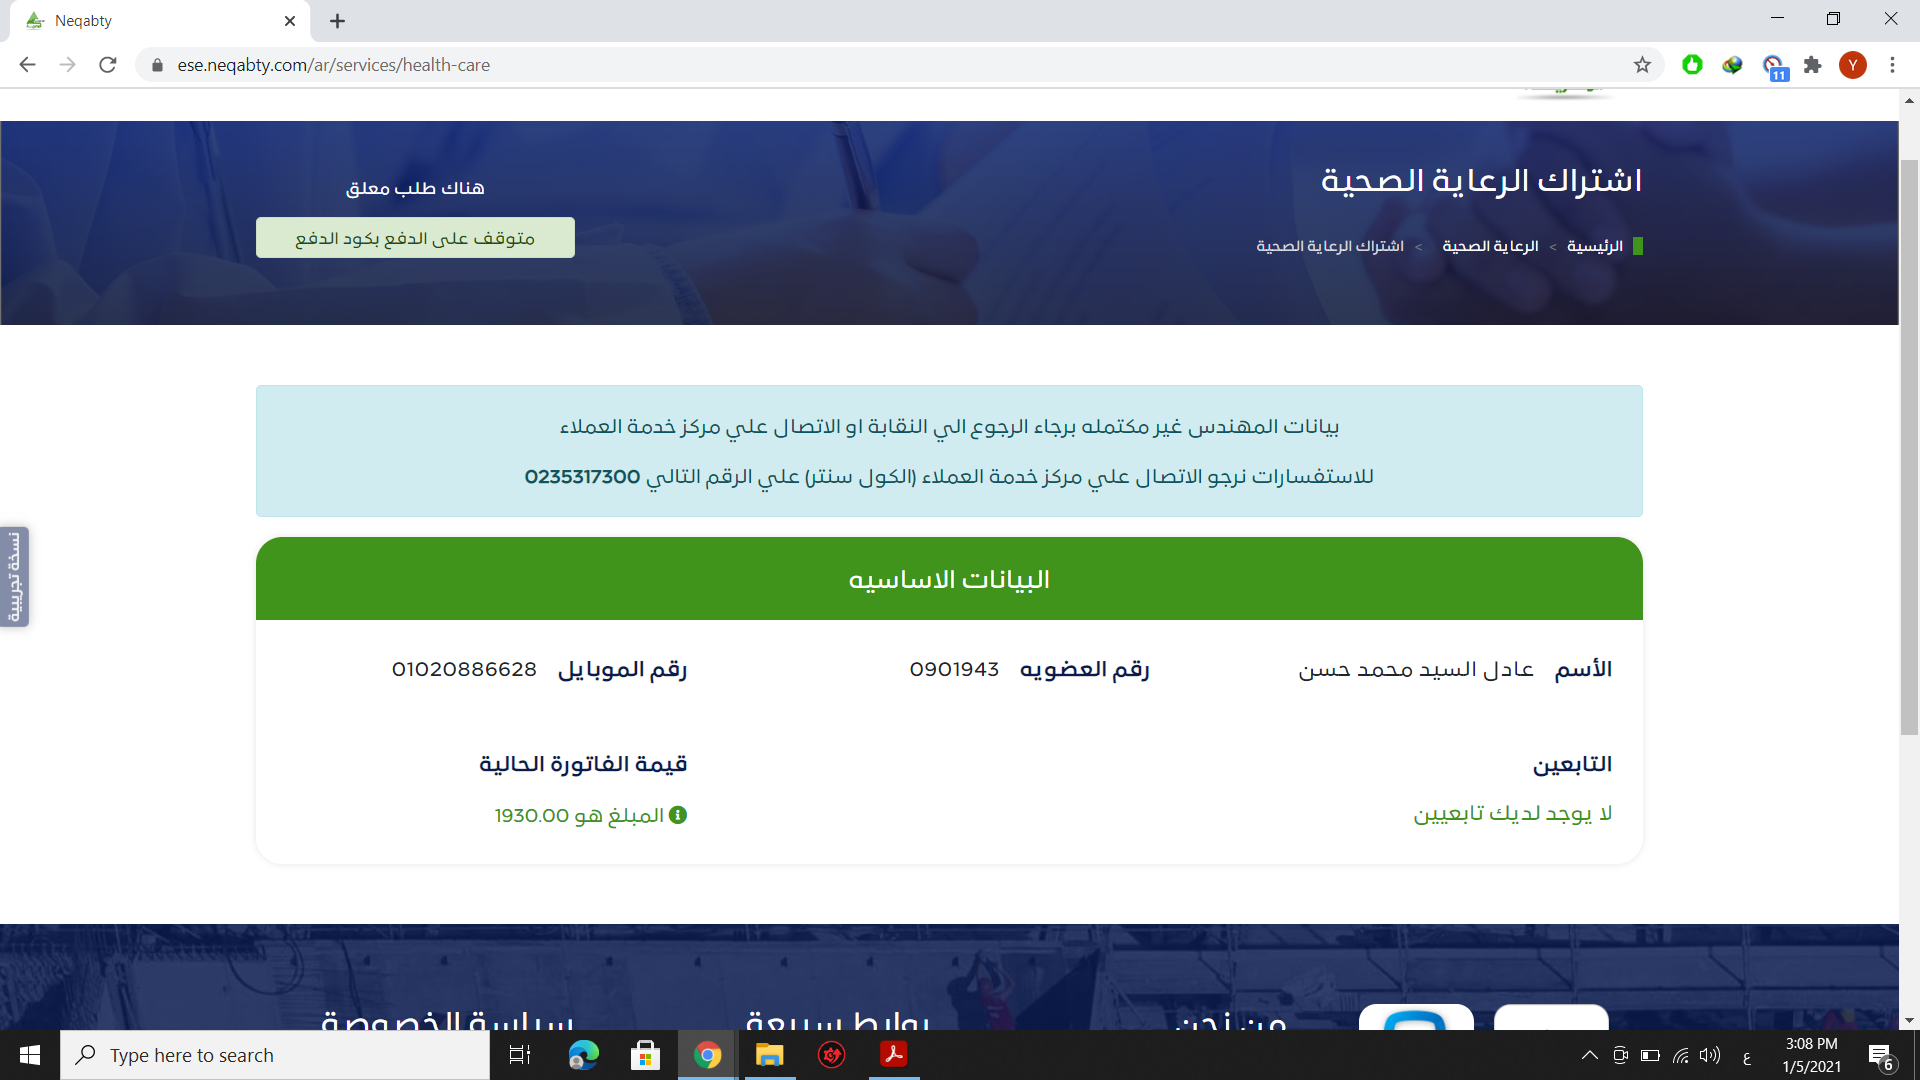 Neqabty
ese.neqabty.com/ar/services/health-care
11
Y
اشتراك الرعاية الصحية
الرئيسية > الرعاية الصحية > اشتراك الرعاية الصحية
هناك طلب معلق
متوقف على الدفع بكود الدفع
بيانات المهندس غير مكتمله برجاء الرجوع الي النقابة او الاتصال علي مركز خدمة العملاء
للاستفسارات نرجو الاتصال علي مركز خدمة العملاء (الكول سنتر) علي الرقم التالي 0235317300
نسخة تجريبية
البيانات الاساسيه
الأسم عادل السيد محمد حسن
رقم العضويه 0901943
رقم الموبايل 01020886628
التابعين
لا يوجد لديك تابعيين
قيمة الفاتورة الحالية
المبلغ هو 1930.00
من نحن
روابط سريعة
سياسة الخصوصة
Type here to search
ع
3:08 PM
1/5/2021
6